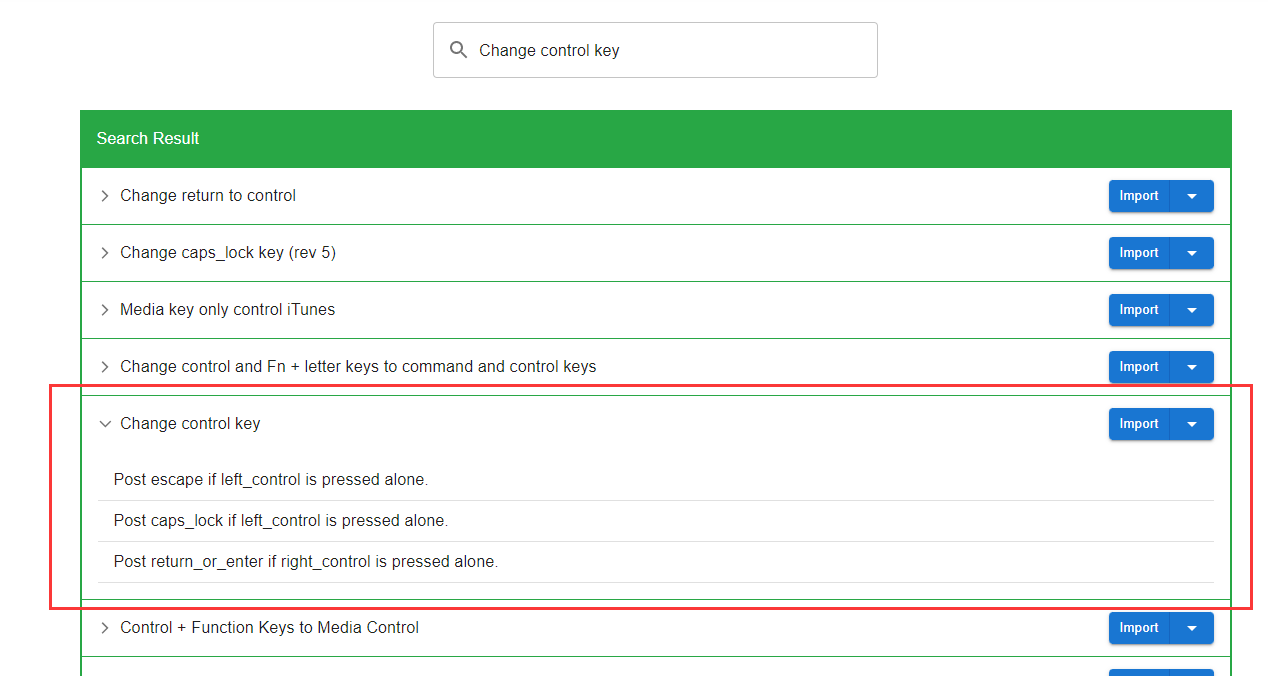 Change control key
Search Result
Change return to control
Import
Change caps_lock key (rev 5)
Import
Media key only control iTunes
Import
Change control and Fn + letter keys to command and control keys
Import
Change control key
Import
Post escape if left_control is pressed alone.
Post caps_lock if left_control is pressed alone.
Post return_or_enter if right_control is pressed alone.
Control + Function Keys to Media Control
Import